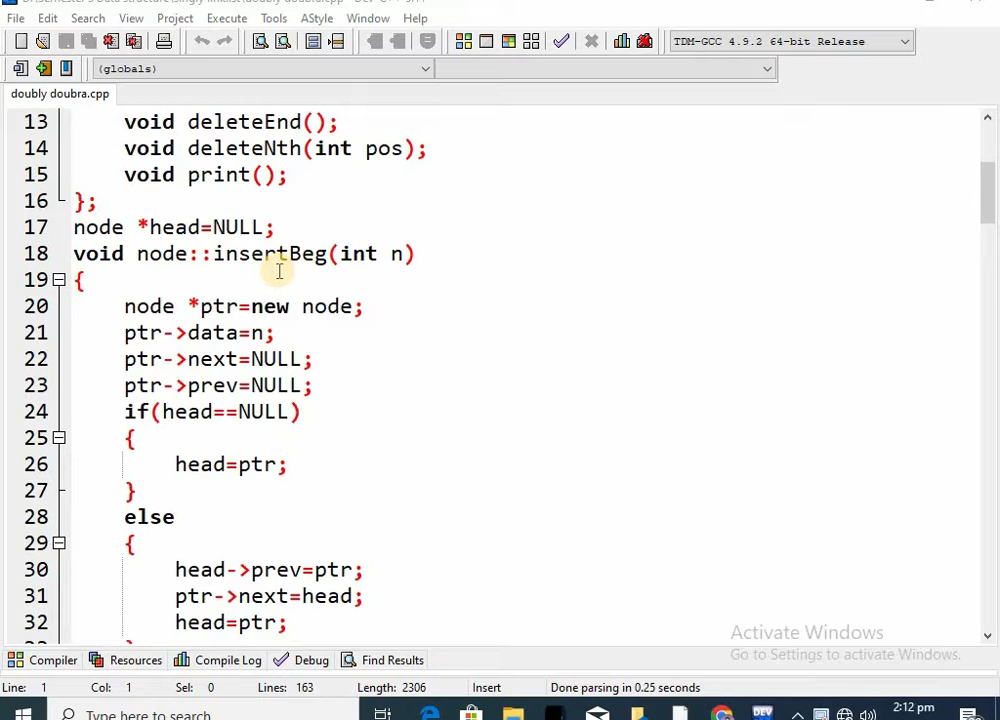 File Edit Search View Project Execute Tools AStyle Window Help
TDM-GCC 4.9.2 64-bit Release
(globals)
doubly doubra.cpp
13 void deleteEnd();
14 void deleteNth(int pos);
15 void print();
16 };
17 node *head=NULL;
18 void node::insertBeg(int n)
19 {
20 node *ptr=new node;
21 ptr->data=n;
22 ptr->next=NULL;
23 ptr->prev=NULL;
24 if(head==NULL)
25 {
26 head=ptr;
27 }
28 else
29 {
30 head->prev=ptr;
31 ptr->next=head;
32 head=ptr;
Activate Windows
Go to Settings to activate Windows.
Compiler Resources Compile Log Debug Find Results
Line: 1 Col: 1 Sel: 0 Lines: 163 Length: 2306 Insert Done parsing in 0.25 seconds
Type here to search DEV 2:12 pm